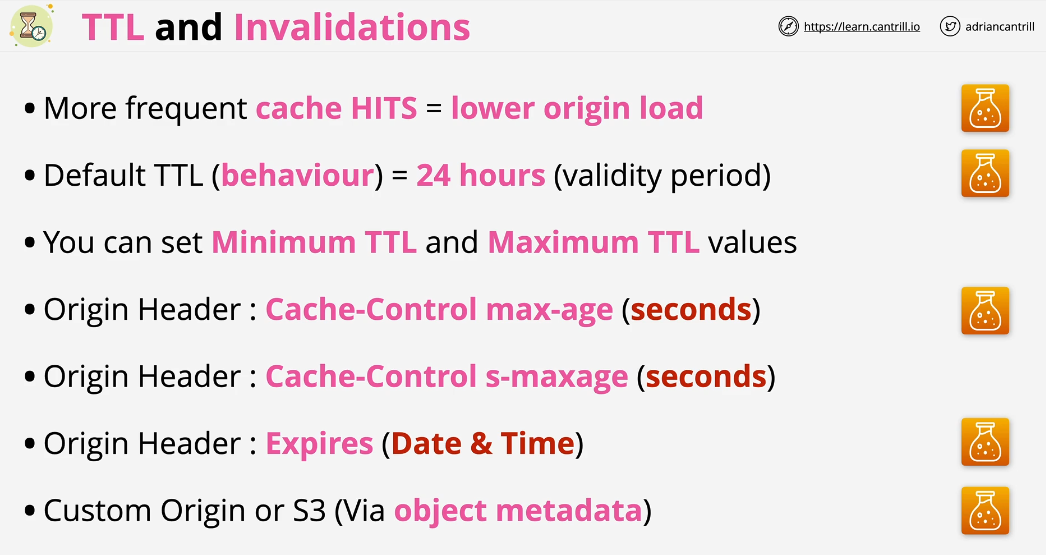 TTL and Invalidations
https://learn.cantrill.io
adriancantrill
• More frequent cache HITS = lower origin load
• Default TTL (behaviour) = 24 hours (validity period)
• You can set Minimum TTL and Maximum TTL values
• Origin Header : Cache-Control max-age (seconds)
• Origin Header : Cache-Control s-maxage (seconds)
• Origin Header : Expires (Date & Time)
• Custom Origin or S3 (Via object metadata)